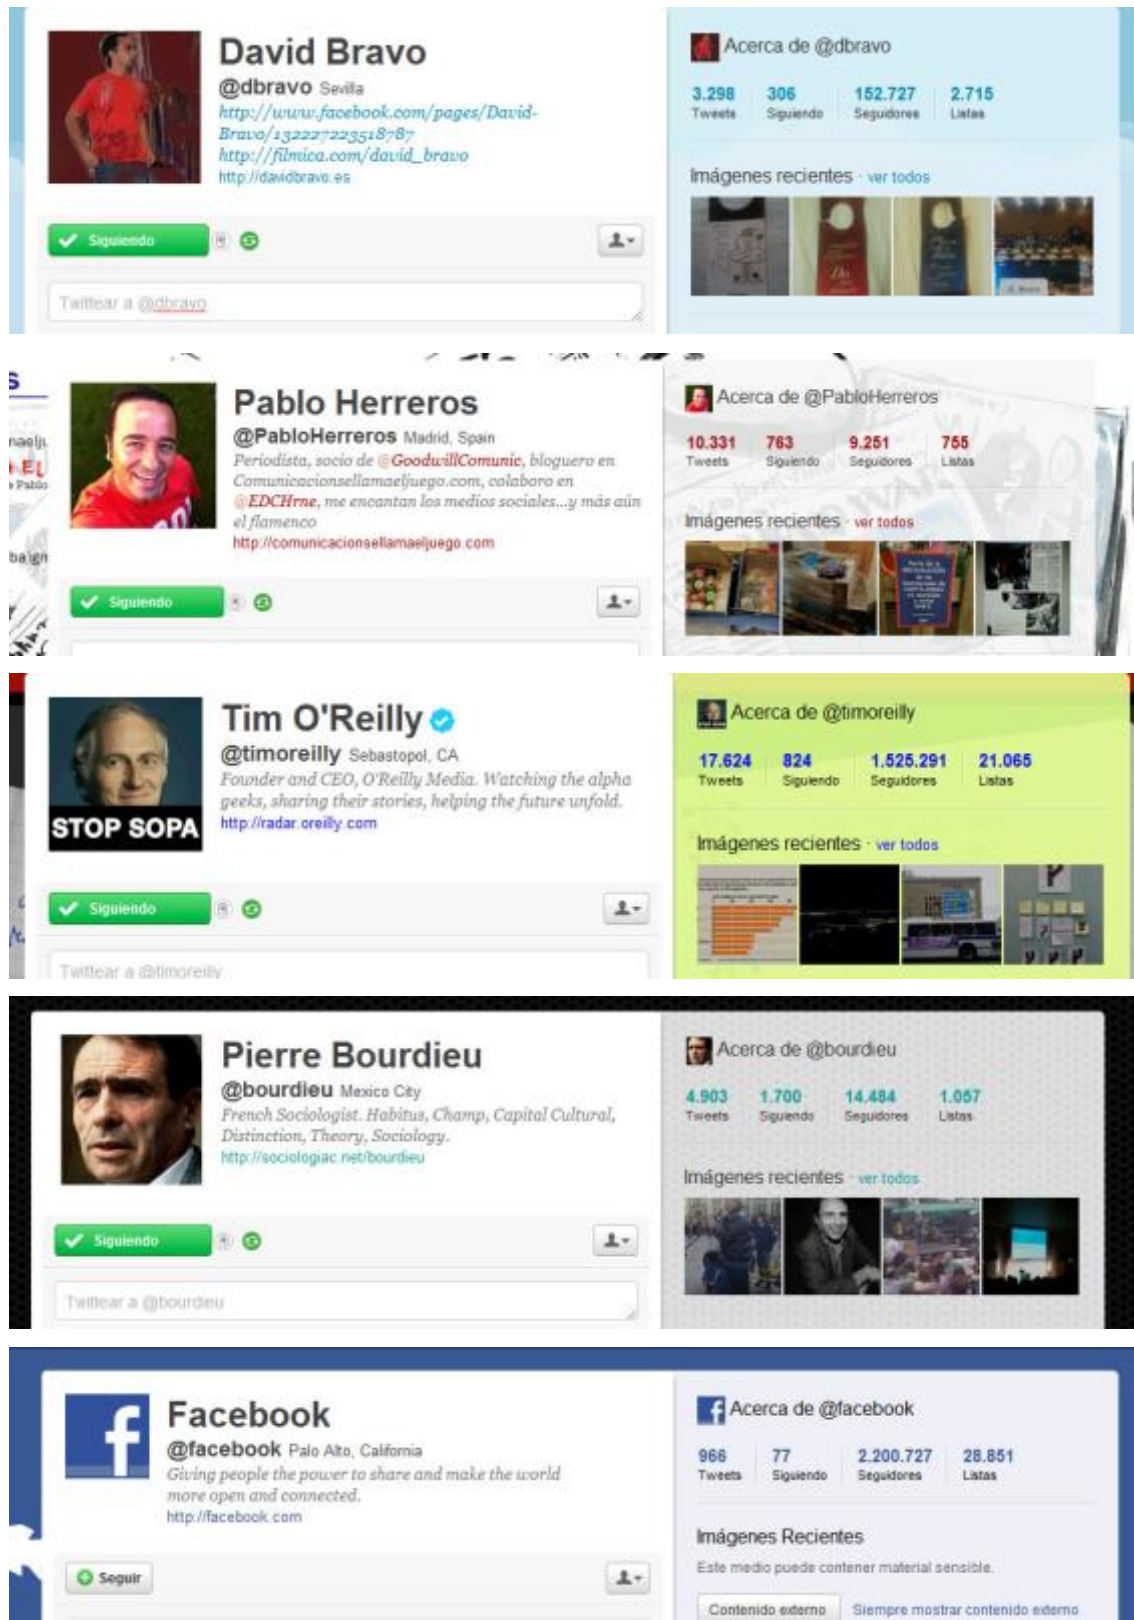 David Bravo
@dbravo Sevilla
http://www.facebook.com/pages/David-
Bravo/132227223518787
http://filmica.com/david_bravo
http://davidbravo.es
Siguiendo
Twittear a @dbravo
Acerca de @dbravo
3.298 306 152.727 2.715
Tweets Siguiendo Seguidores Listas
Imágenes recientes · ver todos
Pablo Herreros
@PabloHerreros Madrid, Spain
Periodista, socio de @GoodwillComunic, bloguero en
Comunicacionsellamaeljuego.com, colaboro en
@EDCHrne, me encantan los medios sociales...y más aún
el flamenco
http://comunicacionsellamaeljuego.com
Siguiendo
Acerca de @PabloHerreros
10.331 763 9.251 755
Tweets Siguiendo Seguidores Listas
Imágenes recientes · ver todos
STOP SOPA
Tim O'Reilly
@timoreilly Sebastopol, CA
Founder and CEO, O'Reilly Media. Watching the alpha
geeks, sharing their stories, helping the future unfold.
http://radar.oreilly.com
Siguiendo
Twittear a @timoreilly
Acerca de @timoreilly
17.624 824 1.525.291 21.065
Tweets Siguiendo Seguidores Listas
Imágenes recientes · ver todos
Pierre Bourdieu
@bourdieu Mexico City
French Sociologist. Habitus, Champ, Capital Cultural,
Distinction, Theory, Sociology.
http://sociologiac.net/bourdieu
Siguiendo
Twittear a @bourdieu
Acerca de @bourdieu
4.903 1.700 14.484 1.057
Tweets Siguiendo Seguidores Listas
Imágenes recientes · ver todos
Facebook
@facebook Palo Alto, California
Giving people the power to share and make the world
more open and connected.
http://facebook.com
Seguir
Acerca de @facebook
966 77 2.200.727 28.851
Tweets Siguiendo Seguidores Listas
Imágenes Recientes
Este medio puede contener material sensible.
Contenido externo Siempre mostrar contenido externo